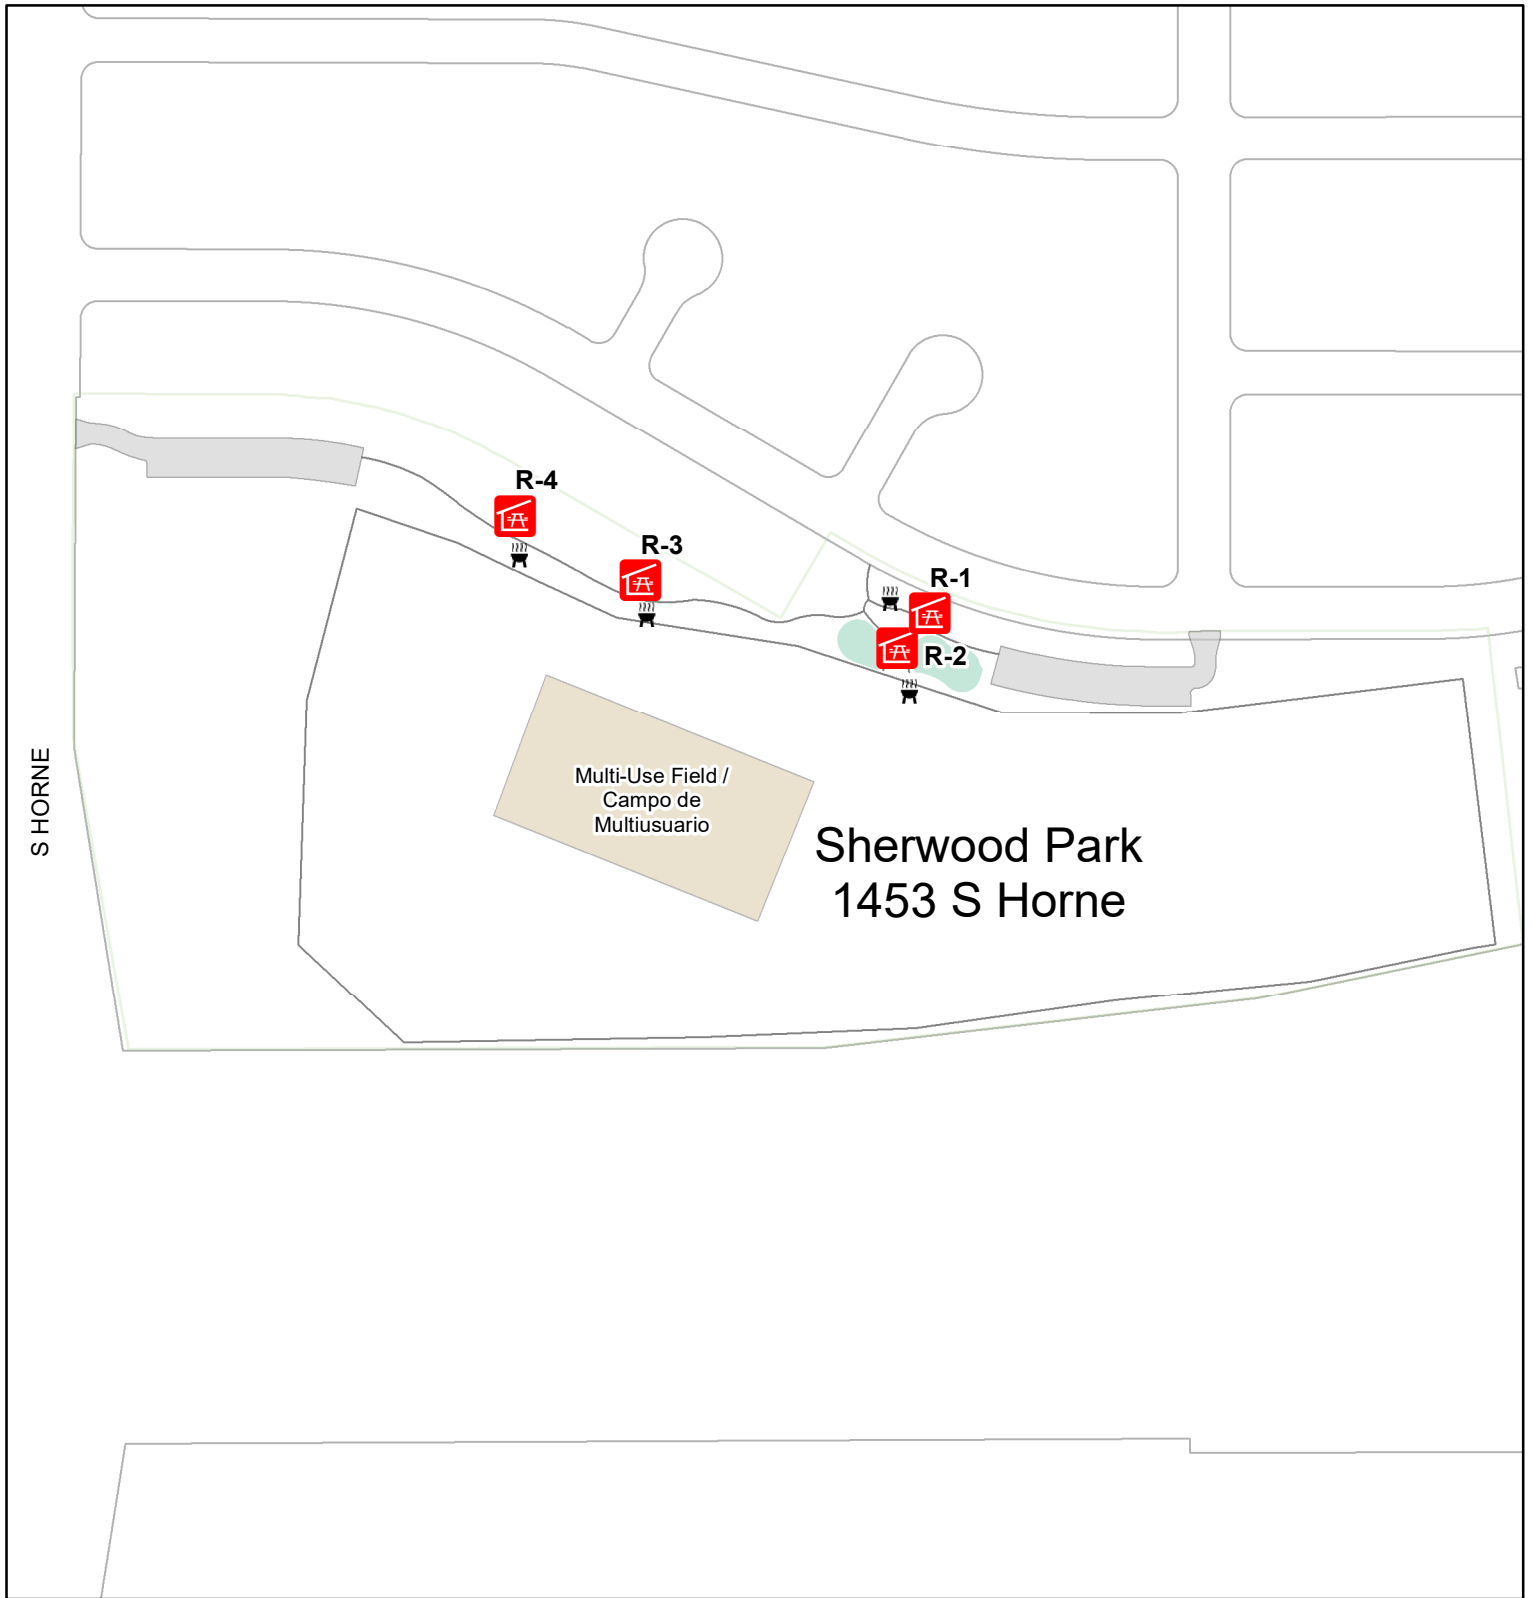 R-4
R-3
R-1
R-2
Multi-Use Field /
Campo de
Multiusuario
S HORNE
Sherwood Park
1453 S Horne